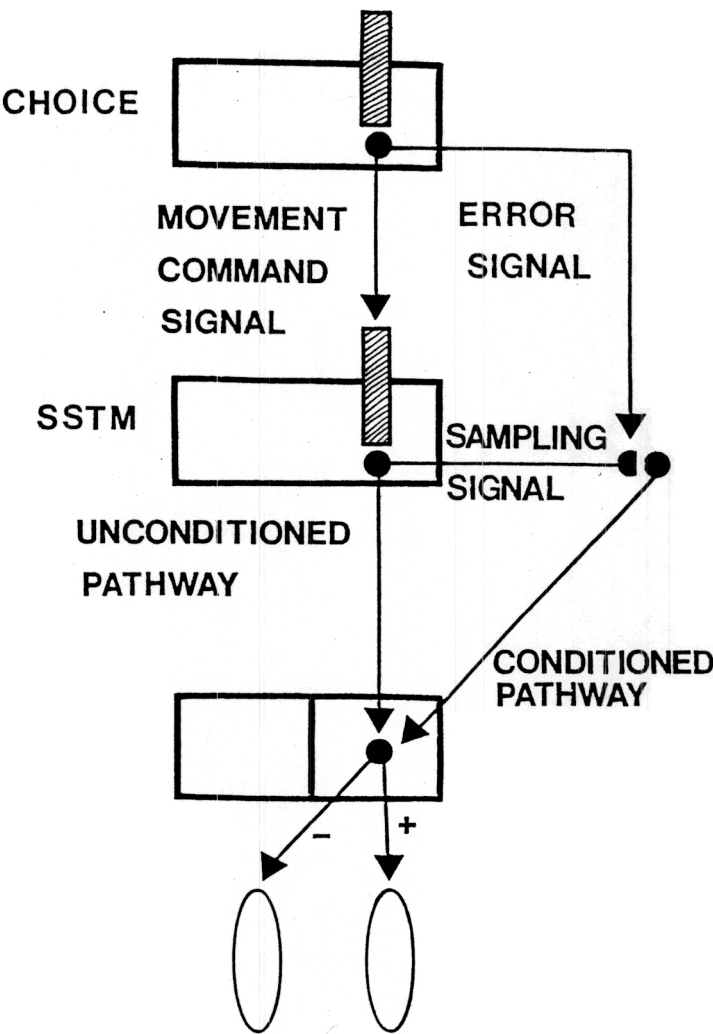 CHOICE
MOVEMENT
COMMAND
SIGNAL
ERROR
SIGNAL
SSTM
SAMPLING
SIGNAL
UNCONDITIONED
PATHWAY
CONDITIONED
PATHWAY
−
+